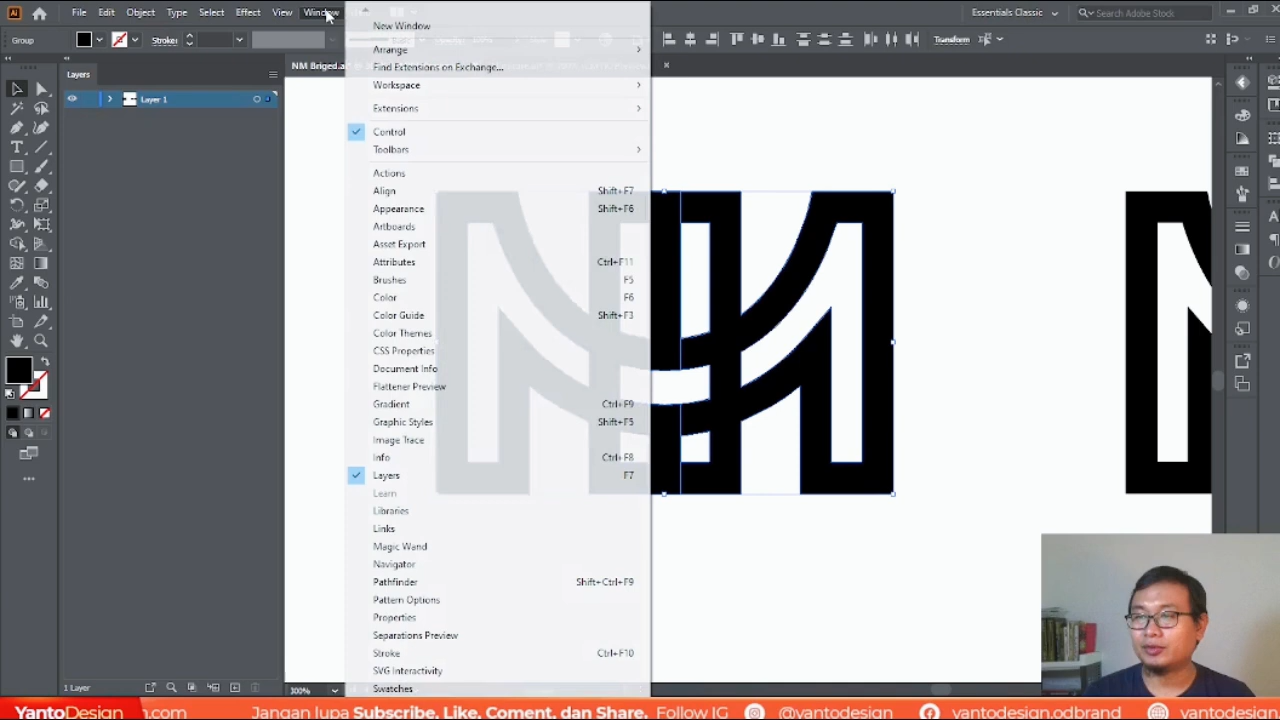 Ai File Edit Object Type Select Effect View Window
Essentials Classic Search Adobe Stock
Group Stroke: Transform
NM Briged.ai
Layers
Layer 1
New Window
Arrange
Find Extensions on Exchange...
Workspace
Extensions
Control
Toolbars
Actions
Align Shift+F7
Appearance Shift+F6
Artboards
Asset Export
Attributes Ctrl+F11
Brushes F5
Color F6
Color Guide Shift+F3
Color Themes
CSS Properties
Document Info
Flattener Preview
Gradient Ctrl+F9
Graphic Styles Shift+F5
Image Trace
Info Ctrl+F8
Layers F7
Learn
Libraries
Links
Magic Wand
Navigator
Pathfinder Shift+Ctrl+F9
Pattern Options
Properties
Separations Preview
Stroke Ctrl+F10
SVG Interactivity
Swatches
1 Layer
300%
YantoDesign n.com Jangan lupa Subscribe, Like, Coment, dan Share. Follow IG @yantodesign yantodesign.odbrand yantodesign